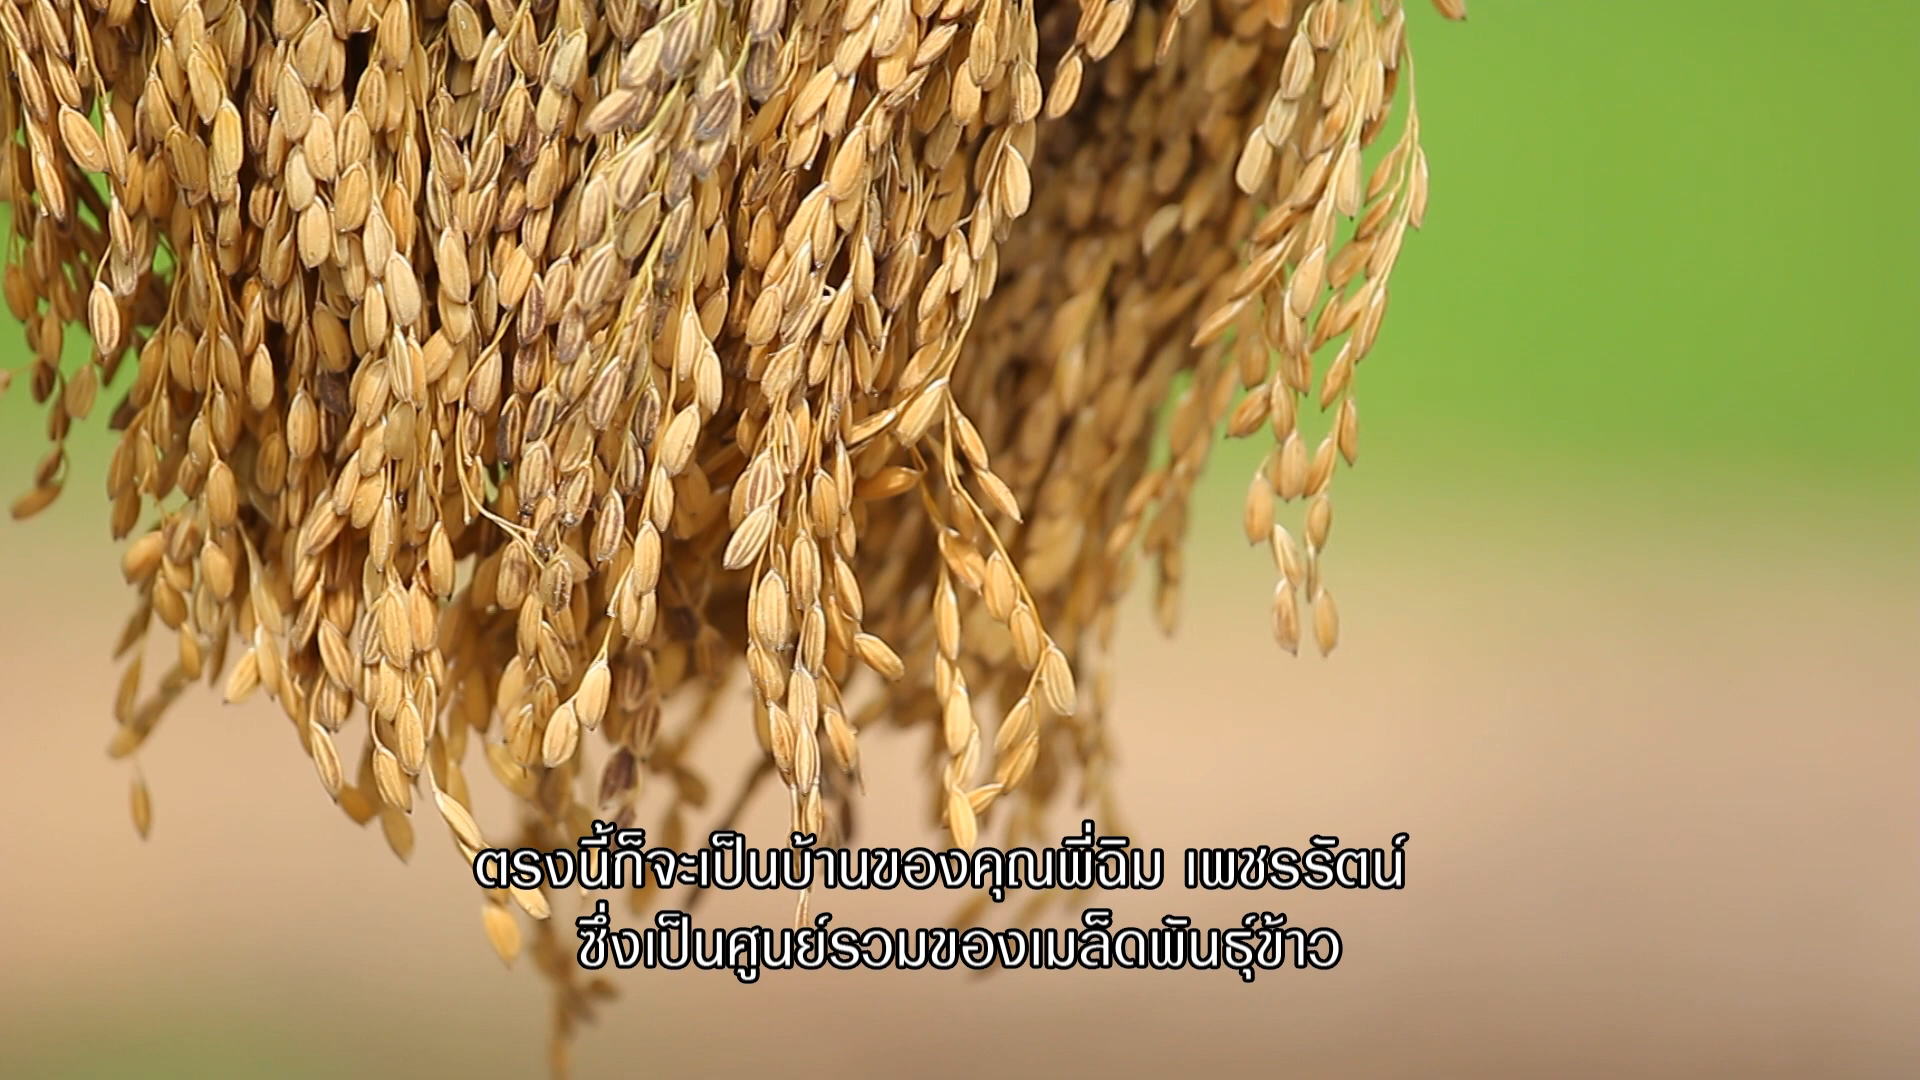 ตรงนี้ก็จะเป็นบ้านของคุณพี่ฉิม เพชรรัตน์
ซึ่งเป็นศูนย์รวมของเมล็ดพันธุ์ข้าว